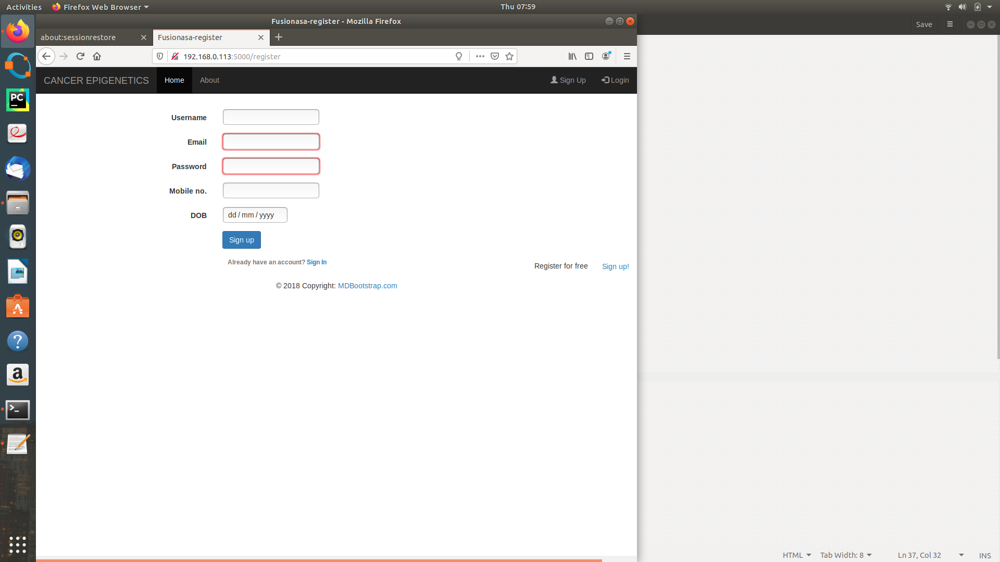 Activities Firefox Web Browser Thu 07:59
Fusionasa-register - Mozilla Firefox
Save
about:sessionrestore Fusionasa-register
192.168.0.113:5000/register
CANCER EPIGENETICS Home About Sign Up Login
Username
Email
Password
Mobile no.
DOB dd / mm / yyyy
Sign up
Already have an account? Sign In
Register for free Sign up!
© 2018 Copyright: MDBootstrap.com
HTML Tab Width: 8 Ln 37, Col 32 INS
PC
A
?
a
>_